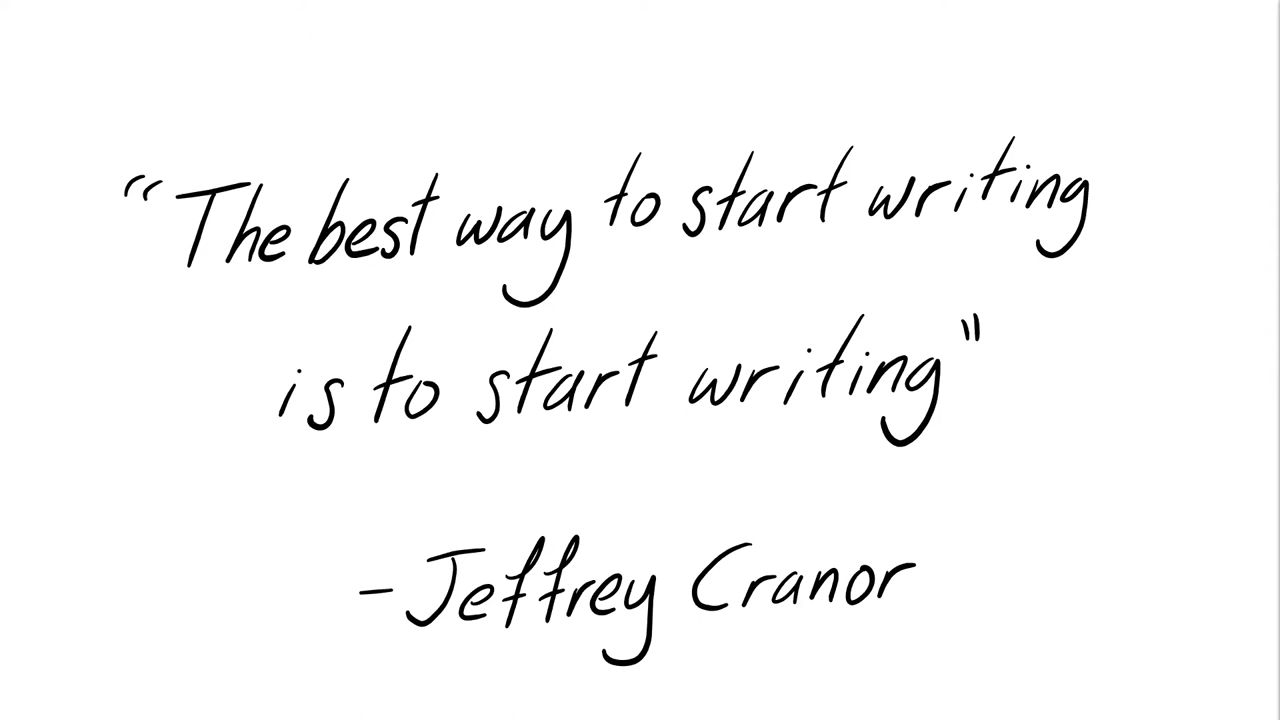 “The best way to start writing
is to start writing"
- Jeffrey Cranor